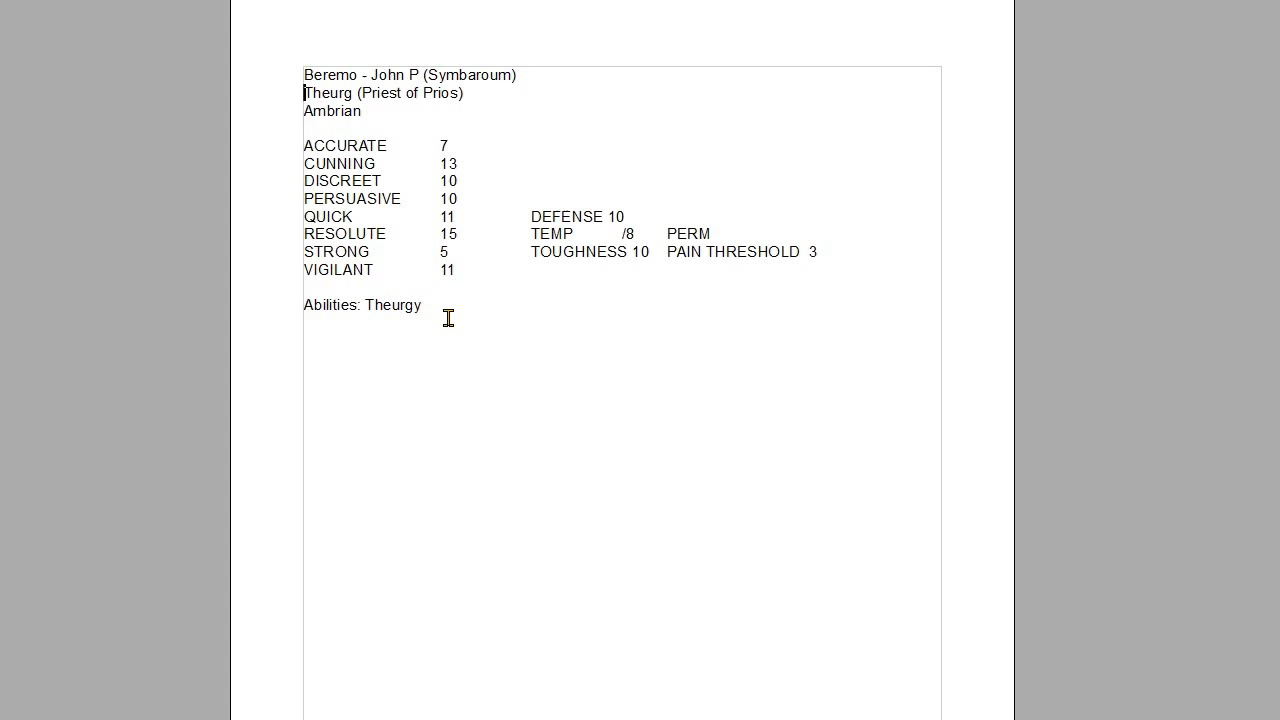 Beremo - John P (Symbaroum)
Theurg (Priest of Prios)
Ambrian
ACCURATE 7
CUNNING 13
DISCREET 10
PERSUASIVE 10
QUICK 11 DEFENSE 10
RESOLUTE 15 TEMP /8 PERM
STRONG 5 TOUGHNESS 10 PAIN THRESHOLD 3
VIGILANT 11
Abilities: Theurgy